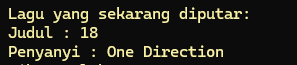 Lagu yang sekarang diputar:
Judul : 18
Penyanyi : One Direction